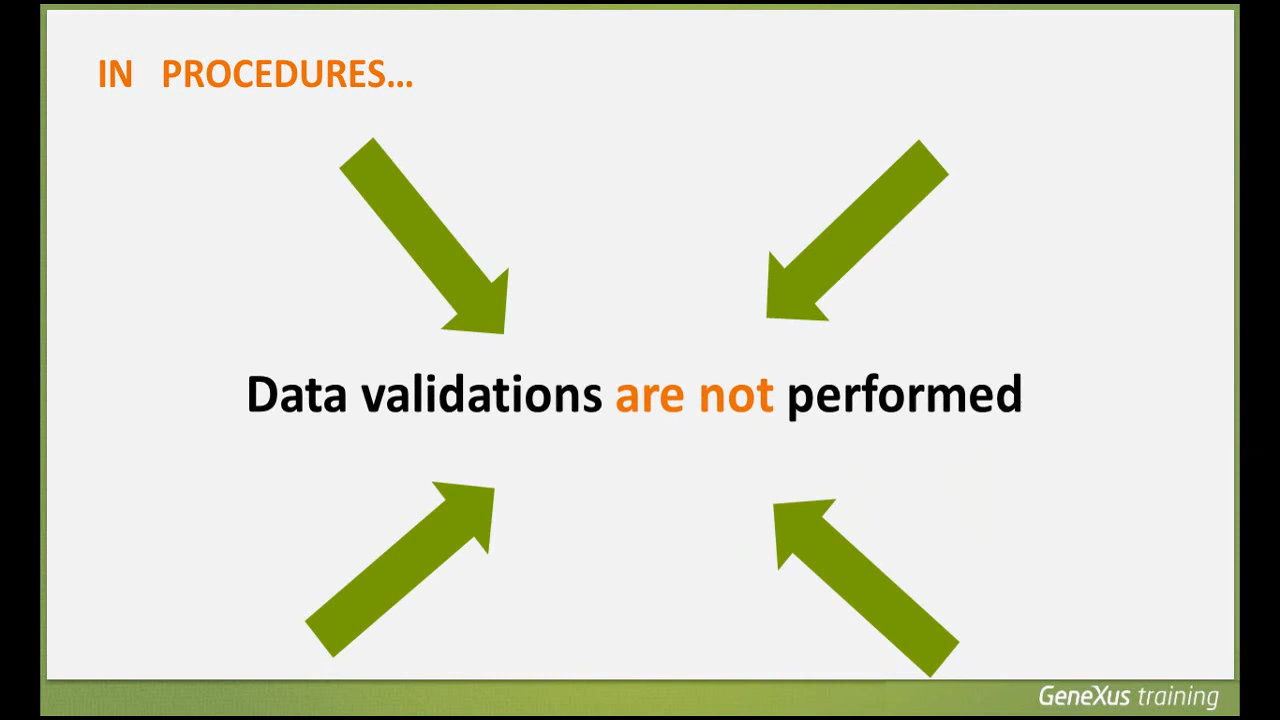 IN PROCEDURES...
Data validations are not performed
GeneXus training